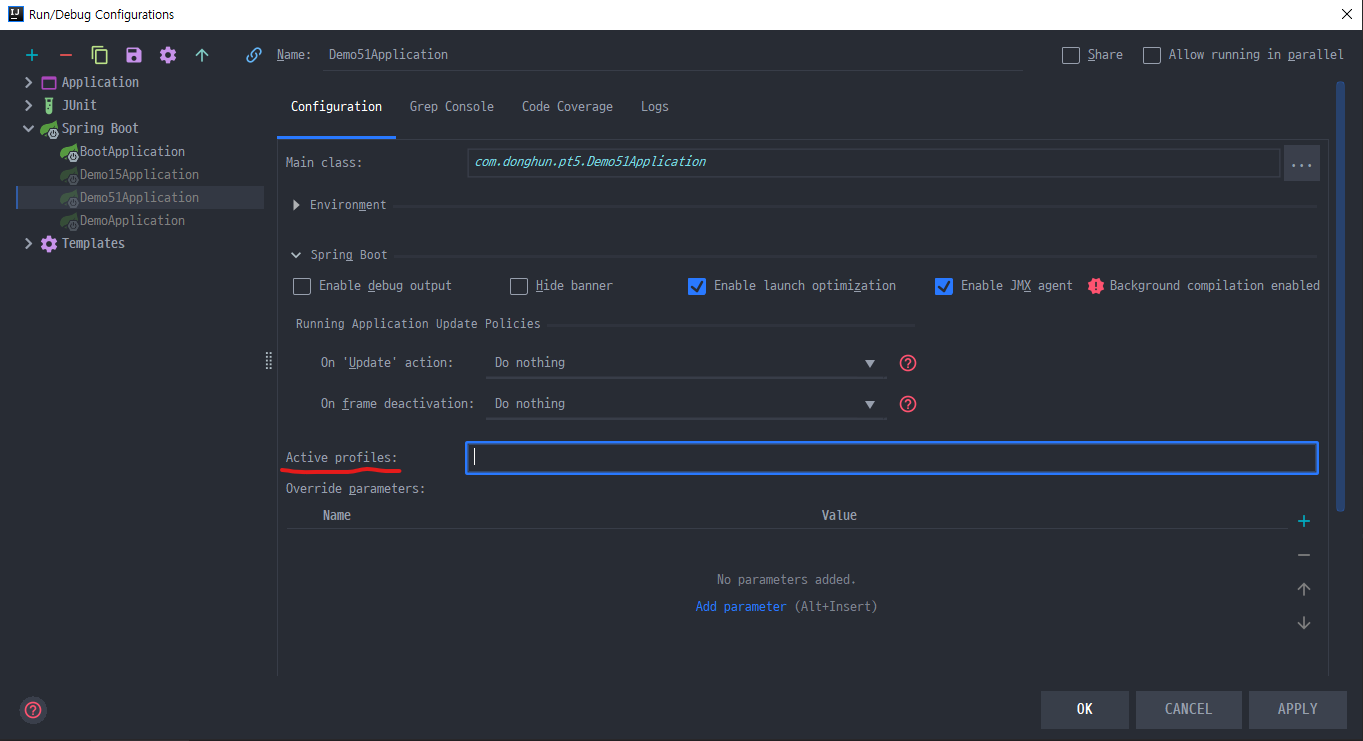 Run/Debug Configurations
Name: Demo51Application
Share
Allow running in parallel
Application
JUnit
Spring Boot
BootApplication
Demo15Application
Demo51Application
DemoApplication
Templates
Configuration Grep Console Code Coverage Logs
Main class: com.donghun.pt5.Demo51Application ...
Environment
Spring Boot
Enable debug output Hide banner Enable launch optimization Enable JMX agent Background compilation enabled
Running Application Update Policies
On 'Update' action: Do nothing
On frame deactivation: Do nothing
Active profiles:
Override parameters:
Name Value
No parameters added.
Add parameter (Alt+Insert)
OK CANCEL APPLY